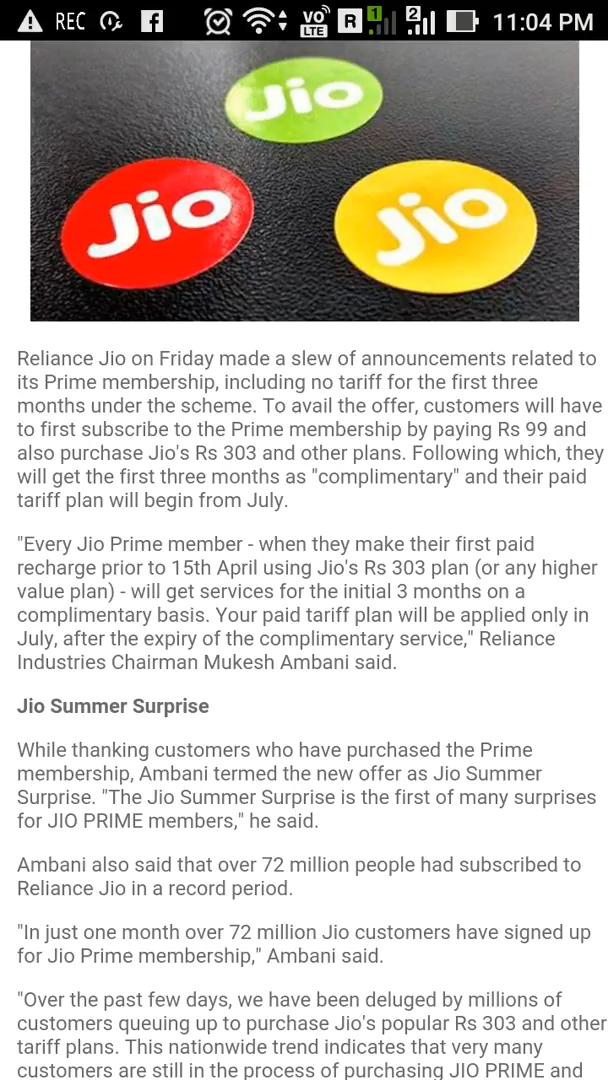 REC VO LTE R 1 2 11:04 PM
Jio
Jio Jio
Reliance Jio on Friday made a slew of announcements related to
its Prime membership, including no tariff for the first three
months under the scheme. To avail the offer, customers will have
to first subscribe to the Prime membership by paying Rs 99 and
also purchase Jio's Rs 303 and other plans. Following which, they
will get the first three months as "complimentary" and their paid
tariff plan will begin from July.
"Every Jio Prime member - when they make their first paid
recharge prior to 15th April using Jio's Rs 303 plan (or any higher
value plan) - will get services for the initial 3 months on a
complimentary basis. Your paid tariff plan will be applied only in
July, after the expiry of the complimentary service," Reliance
Industries Chairman Mukesh Ambani said.
Jio Summer Surprise
While thanking customers who have purchased the Prime
membership, Ambani termed the new offer as Jio Summer
Surprise. "The Jio Summer Surprise is the first of many surprises
for JIO PRIME members," he said.
Ambani also said that over 72 million people had subscribed to
Reliance Jio in a record period.
"In just one month over 72 million Jio customers have signed up
for Jio Prime membership," Ambani said.
"Over the past few days, we have been deluged by millions of
customers queuing up to purchase Jio's popular Rs 303 and other
tariff plans. This nationwide trend indicates that very many
customers are still in the process of purchasing JIO PRIME and